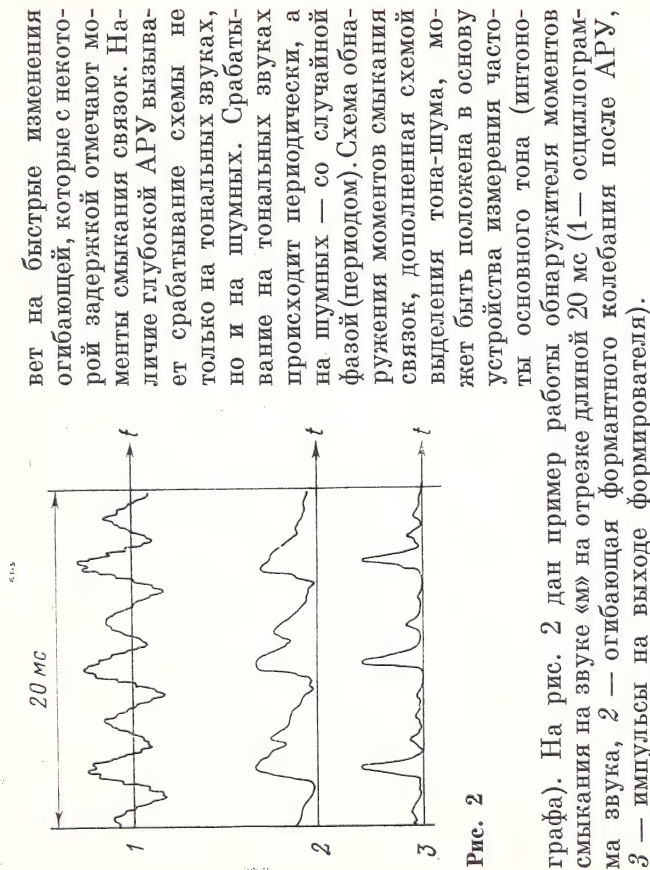 вет на быстрые изменения
огибающей, которые с некото-
рой задержкой отмечают мо-
менты смыкания связок. На-
личие глубокой АРУ вызыва-
ет срабатывание схемы не
только на тональных звуках,
но и на шумных. Срабаты-
вание на тональных звуках
происходит периодически, а
на шумных — со случайной
фазой (периодом). Схема обна-
ружения моментов смыкания
связок, дополненная схемой
выделения тона-шума, мо-
жет быть положена в основу
устройства измерения часто-
ты основного тона (интоно-
20 мс
1
t
2
t
3
t
Рис. 2
графа). На рис. 2 дан пример работы обнаружителя моментов
смыкания на звуке «м» на отрезке длиной 20 мс (1 — осциллограм-
ма звука, 2 — огибающая формантного колебания после АРУ,
3 — импульсы на выходе формирователя).